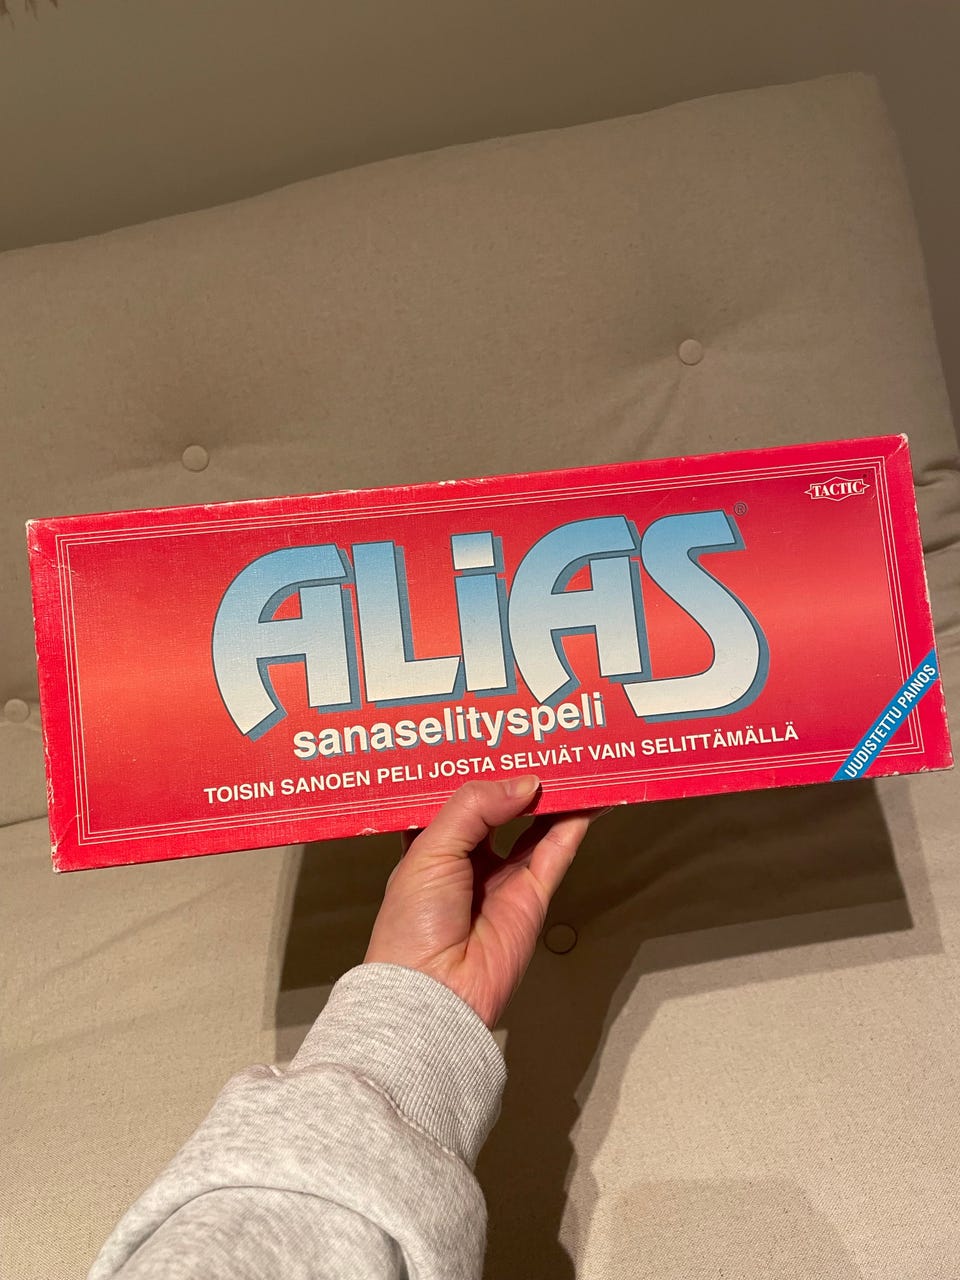 TACTIC
ALiAS®
sanaselityspeli
TOISIN SANOEN PELI JOSTA SELVIÄT VAIN SELITTÄMÄLLÄ
UUDISTETTU PAINOS